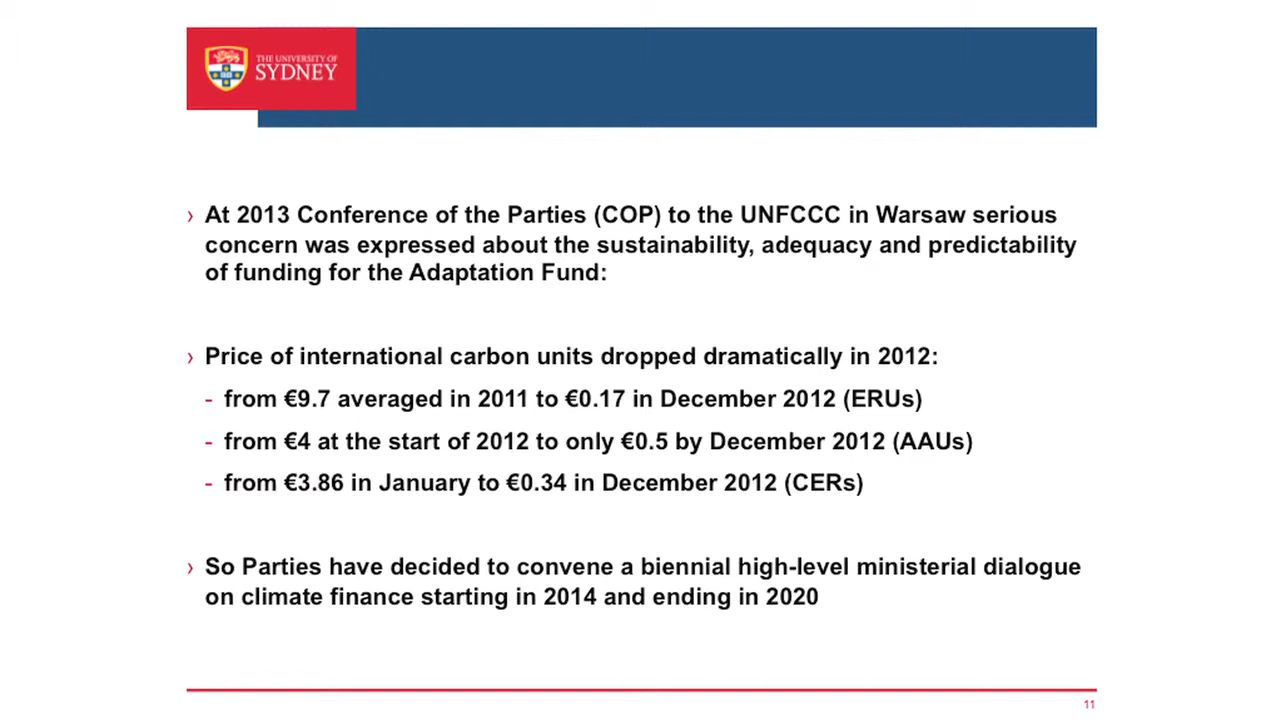 THE UNIVERSITY OF
SYDNEY
› At 2013 Conference of the Parties (COP) to the UNFCCC in Warsaw serious
concern was expressed about the sustainability, adequacy and predictability
of funding for the Adaptation Fund:
› Price of international carbon units dropped dramatically in 2012:
- from €9.7 averaged in 2011 to €0.17 in December 2012 (ERUs)
- from €4 at the start of 2012 to only €0.5 by December 2012 (AAUs)
- from €3.86 in January to €0.34 in December 2012 (CERs)
› So Parties have decided to convene a biennial high-level ministerial dialogue
on climate finance starting in 2014 and ending in 2020
11